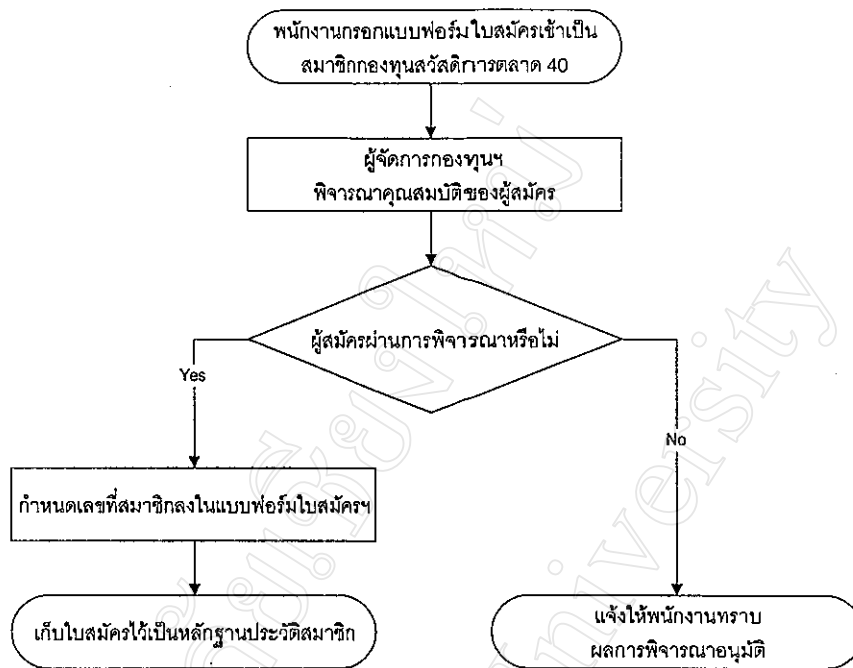 พนักงานกรอกแบบฟอร์มใบสมัครเข้าเป็น
สมาชิกกองทุนสวัสดิการตลาด 40
ผู้จัดการกองทุนฯ
พิจารณาคุณสมบัติของผู้สมัคร
ผู้สมัครผ่านการพิจารณาหรือไม่
Yes
No
กำหนดเลขที่สมาชิกลงในแบบฟอร์มใบสมัครฯ
เก็บใบสมัครไว้เป็นหลักฐานประวัติสมาชิก
แจ้งให้พนักงานทราบ
ผลการพิจารณาอนุมัติ
University